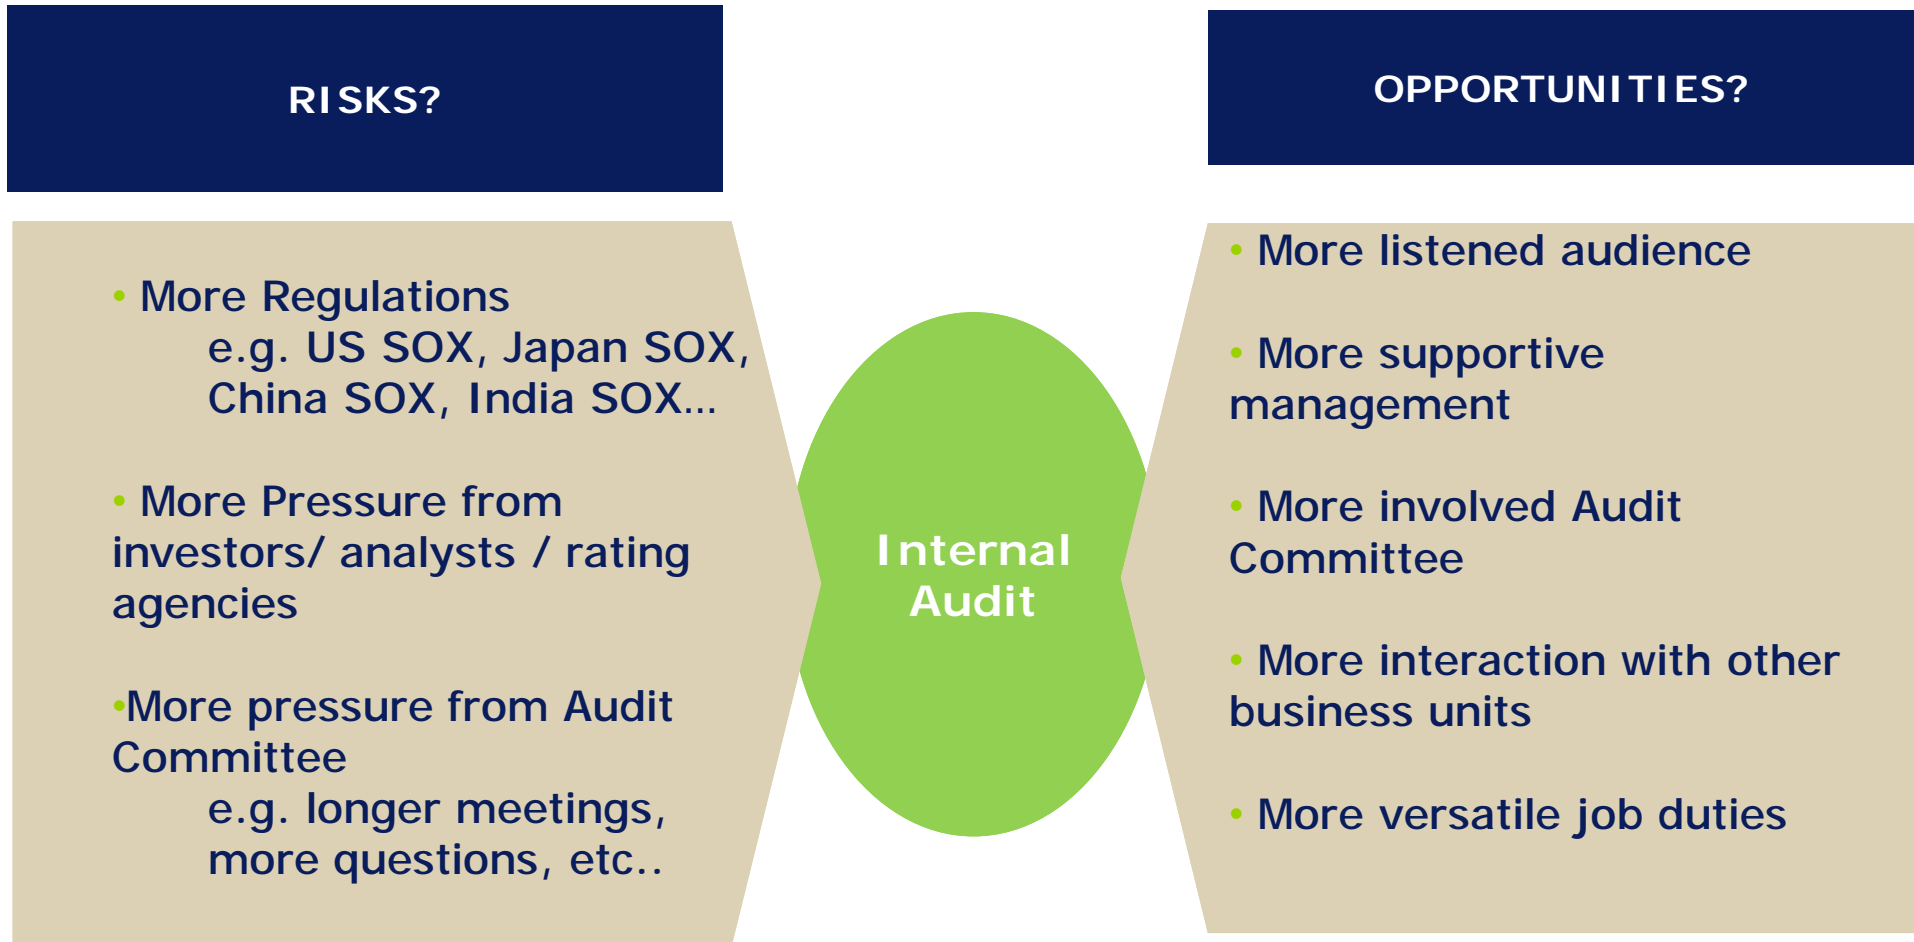 RISKS?
• More Regulations
e.g. US SOX, Japan SOX,
China SOX, India SOX...
• More Pressure from
investors/ analysts / rating
agencies
•More pressure from Audit
Committee
e.g. longer meetings,
more questions, etc..
Internal
Audit
OPPORTUNITIES?
• More listened audience
• More supportive
management
• More involved Audit
Committee
• More interaction with other
business units
• More versatile job duties